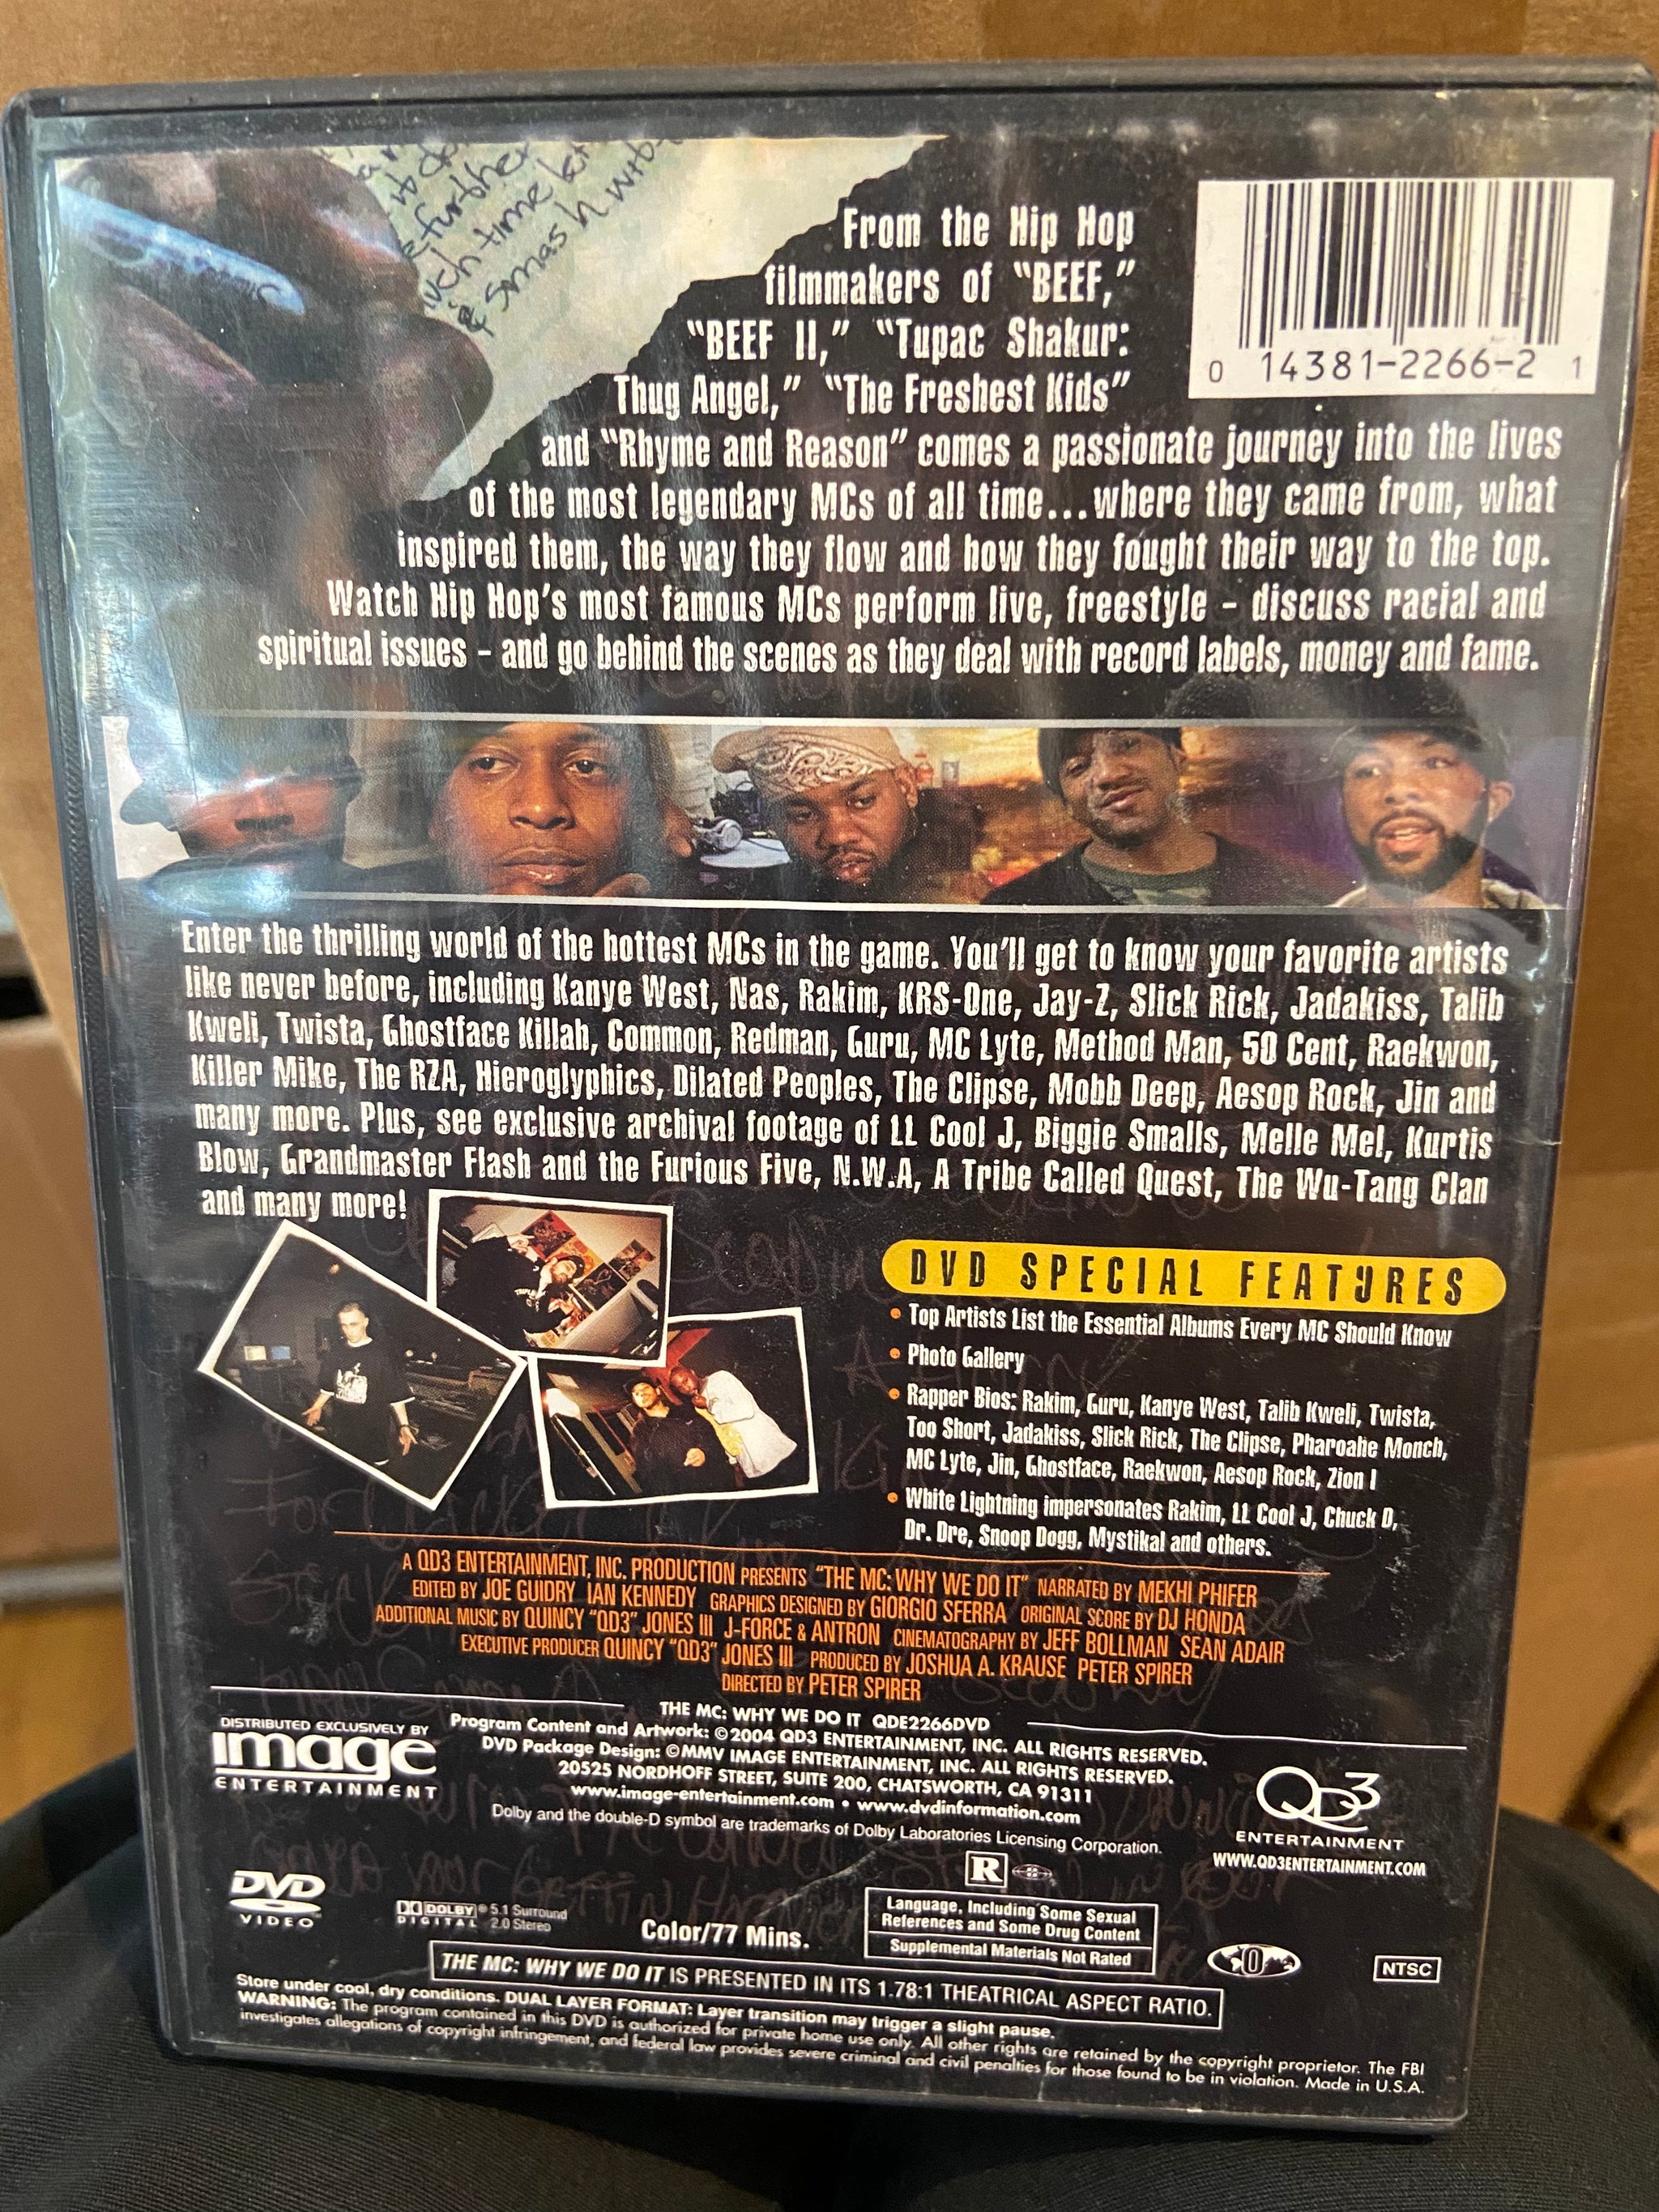 to do
further
time
smash with
From the Hip Hop
filmmakers of “BEEF,”
“BEEF II,” “Tupac Shakur:
Thug Angel,” “The Freshest Kids”
and “Rhyme and Reason” comes a passionate journey into the lives
of the most legendary MCs of all time...where they came from, what
inspired them, the way they flow and how they fought their way to the top.
Watch Hip Hop’s most famous MCs perform live, freestyle – discuss racial and
spiritual issues – and go behind the scenes as they deal with record labels, money and fame.
0 14381-2266-2 1
Enter the thrilling world of the hottest MCs in the game. You’ll get to know your favorite artists
like never before, including Kanye West, Nas, Rakim, KRS-One, Jay-Z, Slick Rick, Jadakiss, Talib
Kweli, Twista, Ghostface Killah, Common, Redman, Guru, MC Lyte, Method Man, 50 Cent, Raekwon,
Killer Mike, The RZA, Hieroglyphics, Dilated Peoples, The Clipse, Mobb Deep, Aesop Rock, Jin and
many more. Plus, see exclusive archival footage of LL Cool J, Biggie Smalls, Melle Mel, Kurtis
Blow, Grandmaster Flash and the Furious Five, N.W.A, A Tribe Called Quest, The Wu-Tang Clan
and many more!
DVD SPECIAL FEATURES
• Top Artists List the Essential Albums Every MC Should Know
• Photo Gallery
• Rapper Bios: Rakim, Guru, Kanye West, Talib Kweli, Twista,
Too Short, Jadakiss, Slick Rick, The Clipse, Pharoahe Monch,
MC Lyte, Jin, Ghostface, Raekwon, Aesop Rock, Zion I
• White Lightning impersonates Rakim, LL Cool J, Chuck D,
Dr. Dre, Snoop Dogg, Mystikal and others.
A QD3 ENTERTAINMENT, INC. PRODUCTION PRESENTS “THE MC: WHY WE DO IT” NARRATED BY MEKHI PHIFER
EDITED BY JOE GUIDRY IAN KENNEDY GRAPHICS DESIGNED BY GIORGIO SFERRA ORIGINAL SCORE BY DJ HONDA
ADDITIONAL MUSIC BY QUINCY “QD3” JONES III J-FORCE & ANTRON CINEMATOGRAPHY BY JEFF BOLLMAN SEAN ADAIR
EXECUTIVE PRODUCER QUINCY “QD3” JONES III PRODUCED BY JOSHUA A. KRAUSE PETER SPIRER
DIRECTED BY PETER SPIRER
DISTRIBUTED EXCLUSIVELY BY
image
ENTERTAINMENT
THE MC: WHY WE DO IT QDE2266DVD
Program Content and Artwork: ©2004 QD3 ENTERTAINMENT, INC. ALL RIGHTS RESERVED.
DVD Package Design: ©MMV IMAGE ENTERTAINMENT, INC. ALL RIGHTS RESERVED.
20525 NORDHOFF STREET, SUITE 200, CHATSWORTH, CA 91311
www.image-entertainment.com • www.dvdinformation.com
Dolby and the double-D symbol are trademarks of Dolby Laboratories Licensing Corporation.
QD3
ENTERTAINMENT
WWW.QD3ENTERTAINMENT.COM
DVD
VIDEO
DOLBY DIGITAL
5.1 Surround
2.0 Stereo
Color/77 Mins.
R
Language, Including Some Sexual
References and Some Drug Content
Supplemental Materials Not Rated
0
NTSC
THE MC: WHY WE DO IT IS PRESENTED IN ITS 1.78:1 THEATRICAL ASPECT RATIO.
Store under cool, dry conditions. DUAL LAYER FORMAT: Layer transition may trigger a slight pause.
WARNING: The program contained in this DVD is authorized for private home use only. All other rights are retained by the copyright proprietor. The FBI
investigates allegations of copyright infringement, and federal law provides severe criminal and civil penalties for those found to be in violation. Made in U.S.A.